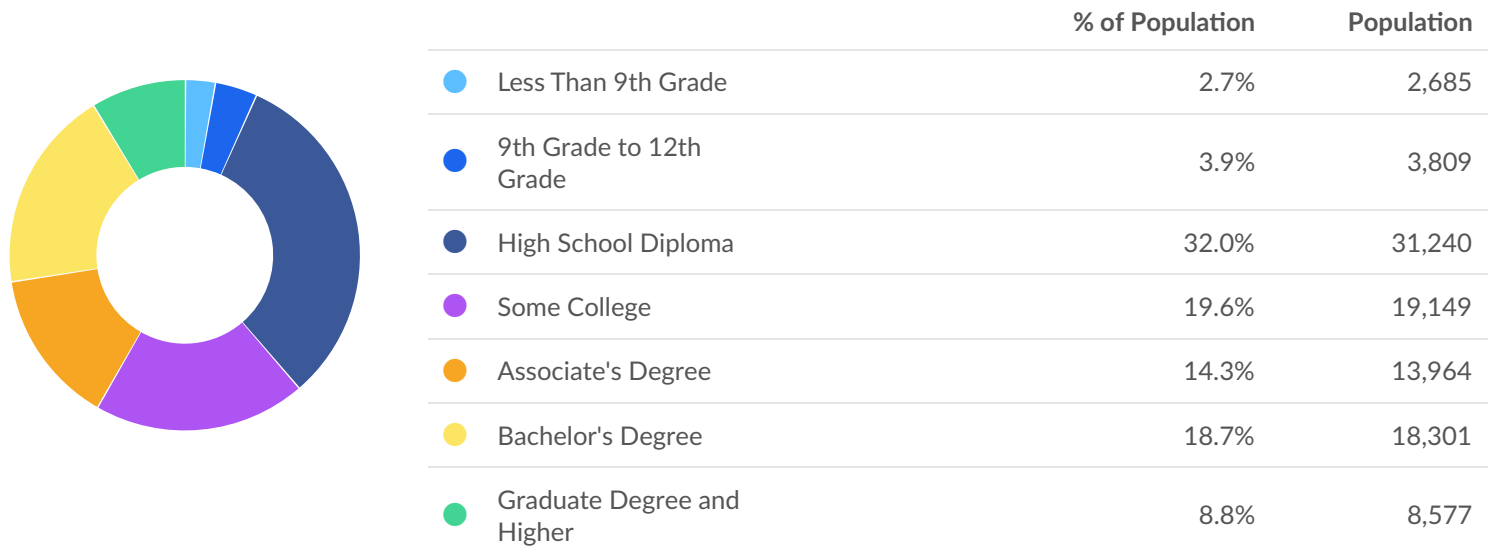 % of Population Population
Less Than 9th Grade 2.7% 2,685
9th Grade to 12th
Grade 3.9% 3,809
High School Diploma 32.0% 31,240
Some College 19.6% 19,149
Associate's Degree 14.3% 13,964
Bachelor's Degree 18.7% 18,301
Graduate Degree and
Higher 8.8% 8,577